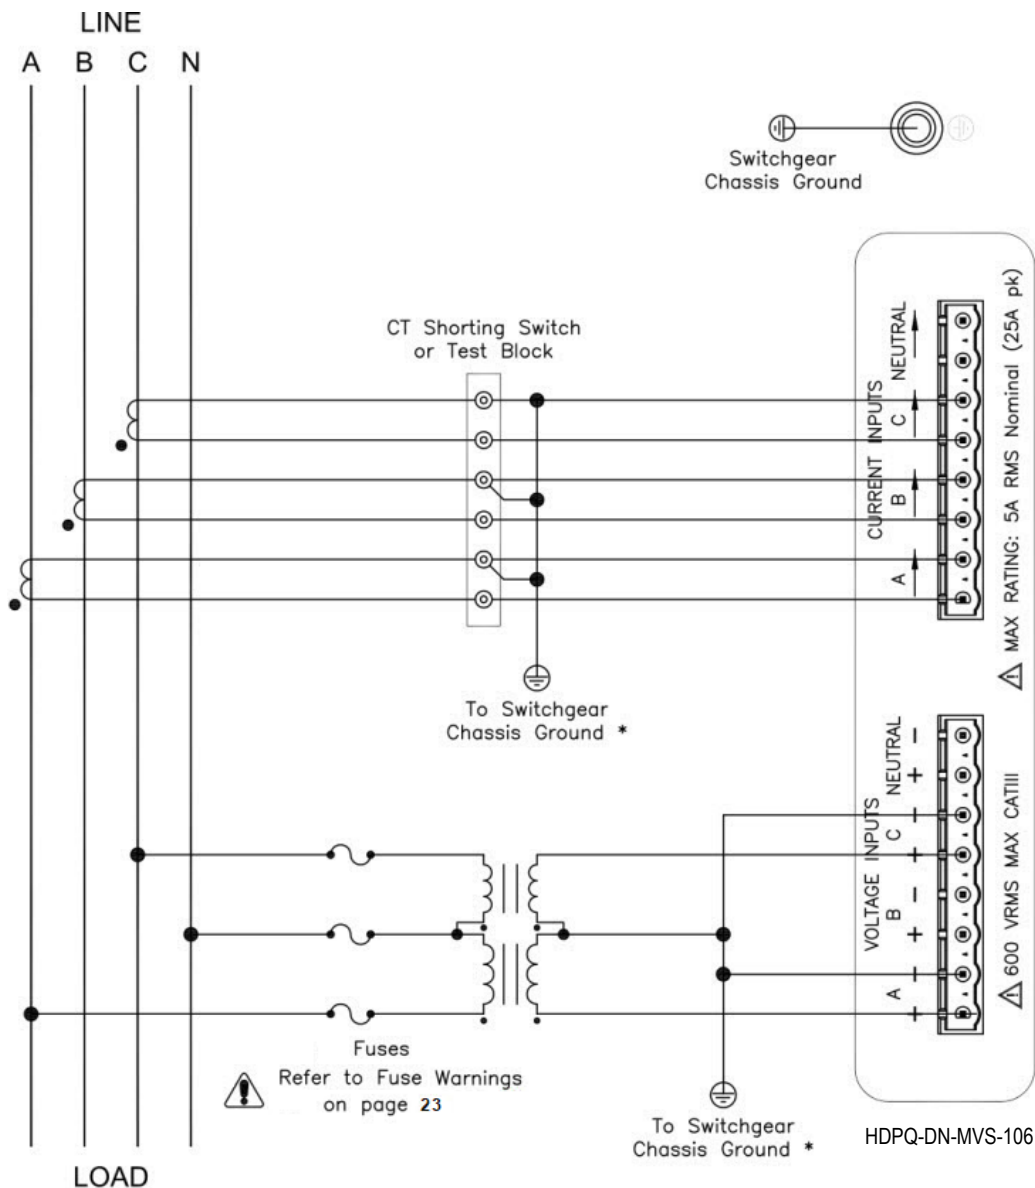 LINE
A B C N
Switchgear
Chassis Ground
CT Shorting Switch
or Test Block
CURRENT INPUTS
NEUTRAL
C
B
A
⚠ MAX RATING: 5A RMS Nominal (25A pk)
To Switchgear
Chassis Ground *
VOLTAGE INPUTS
NEUTRAL
- +
C
- +
B
- +
A
- +
⚠ 600 VRMS MAX CATIII
Fuses
Refer to Fuse Warnings
on page 23
To Switchgear
Chassis Ground *
HDPQ-DN-MVS-106
LOAD